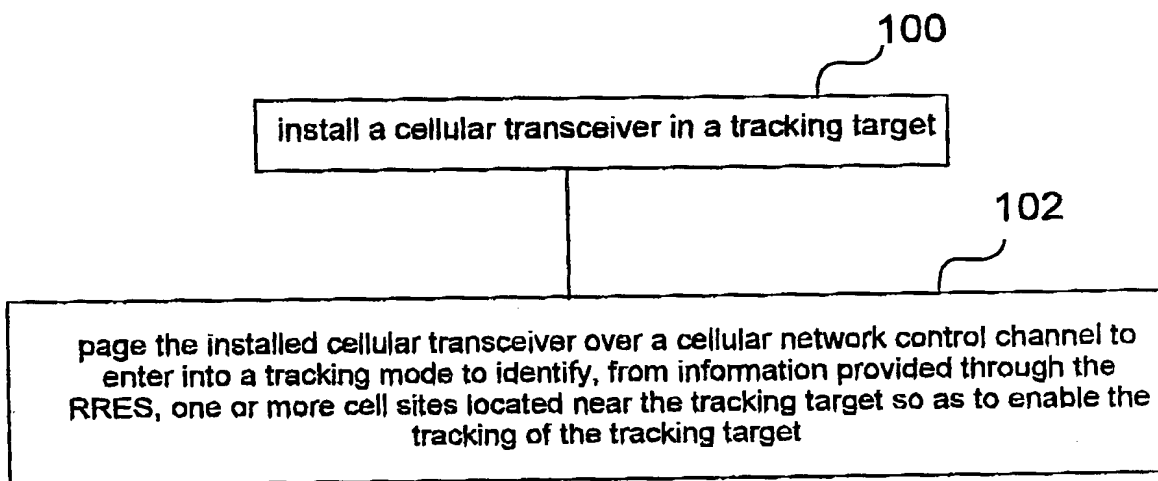 100
install a cellular transceiver in a tracking target
102
page the installed cellular transceiver over a cellular network control channel to
enter into a tracking mode to identify, from information provided through the
RRES, one or more cell sites located near the tracking target so as to enable the
tracking of the tracking target